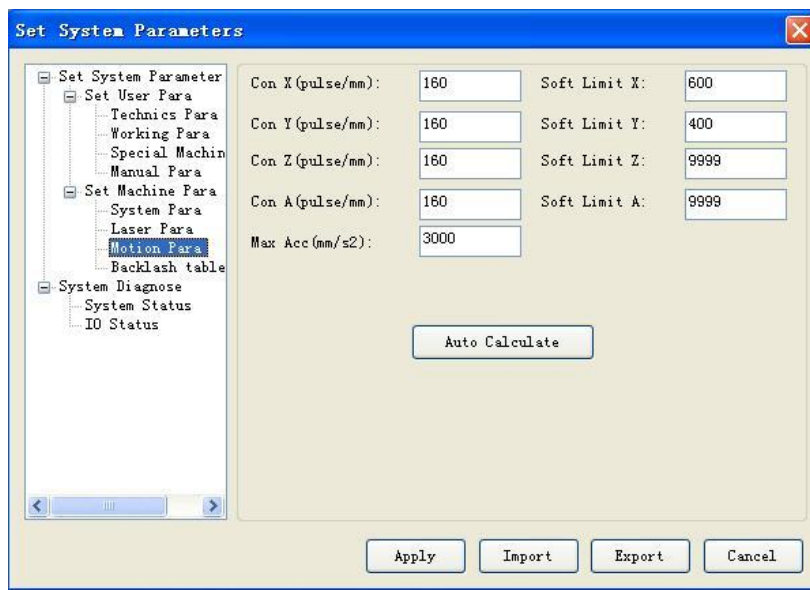 Set System Parameters
Set System Parameter
Set User Para
Technics Para
Working Para
Special Machin
Manual Para
Set Machine Para
System Para
Laser Para
Motion Para
Backlash table
System Diagnose
System Status
IO Status
Con X(pulse/mm): 160 Soft Limit X: 600
Con Y(pulse/mm): 160 Soft Limit Y: 400
Con Z(pulse/mm): 160 Soft Limit Z: 9999
Con A(pulse/mm): 160 Soft Limit A: 9999
Max Acc(mm/s2): 3000
Auto Calculate
Apply Import Export Cancel